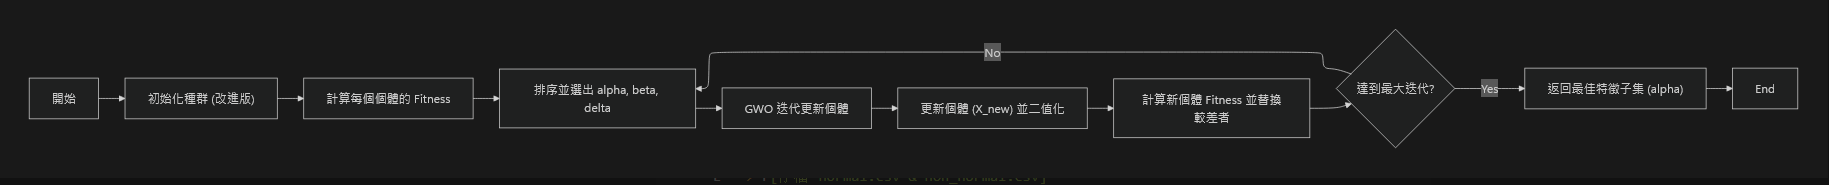 開始
初始化種群 (改進版)
計算每個個體的 Fitness
排序並選出 alpha, beta,
delta
GWO 迭代更新個體
更新個體 (X_new) 並二值化
計算新個體 Fitness 並替換
較差者
No
達到最大迭代?
Yes
返回最佳特徵子集 (alpha)
End